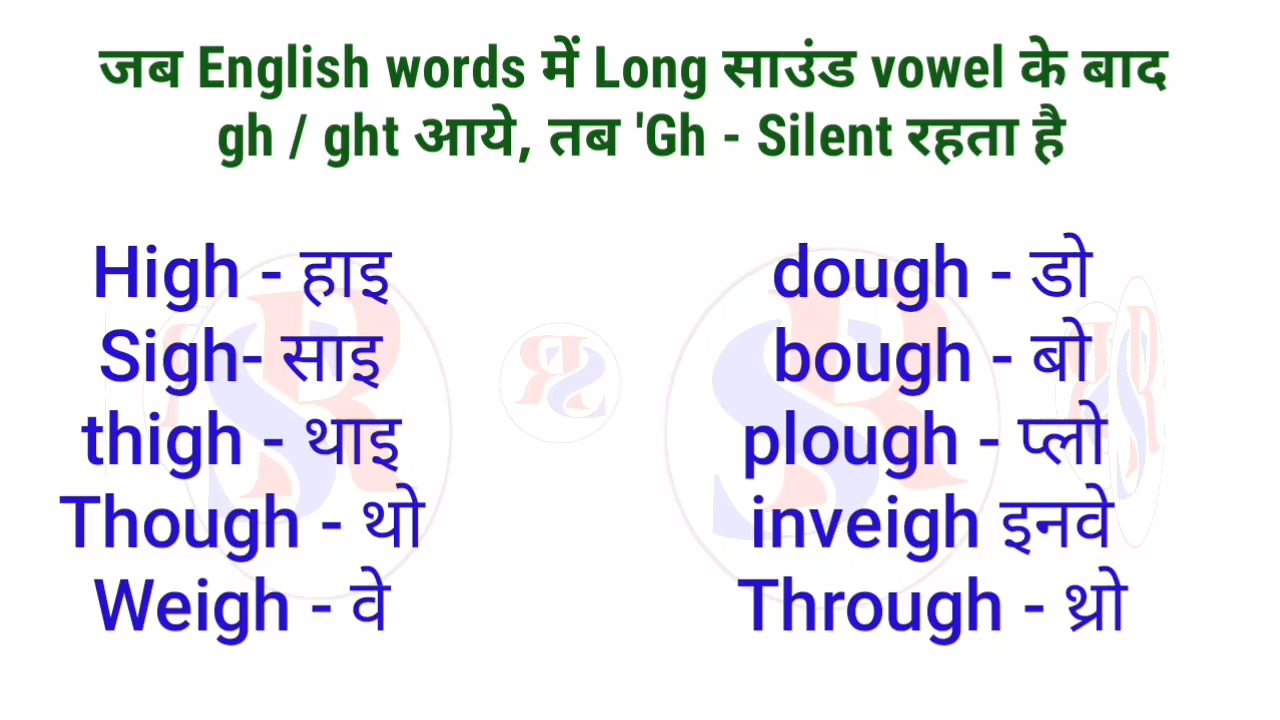 जब English words में Long साउंड vowel के बाद
gh / ght आये, तब 'Gh - Silent रहता है
High - हाइ
Sigh- साइ
thigh - थाइ
Though - थो
Weigh - वे
dough - डो
bough - बो
plough - प्लो
inveigh इनवे
Through - थ्रो